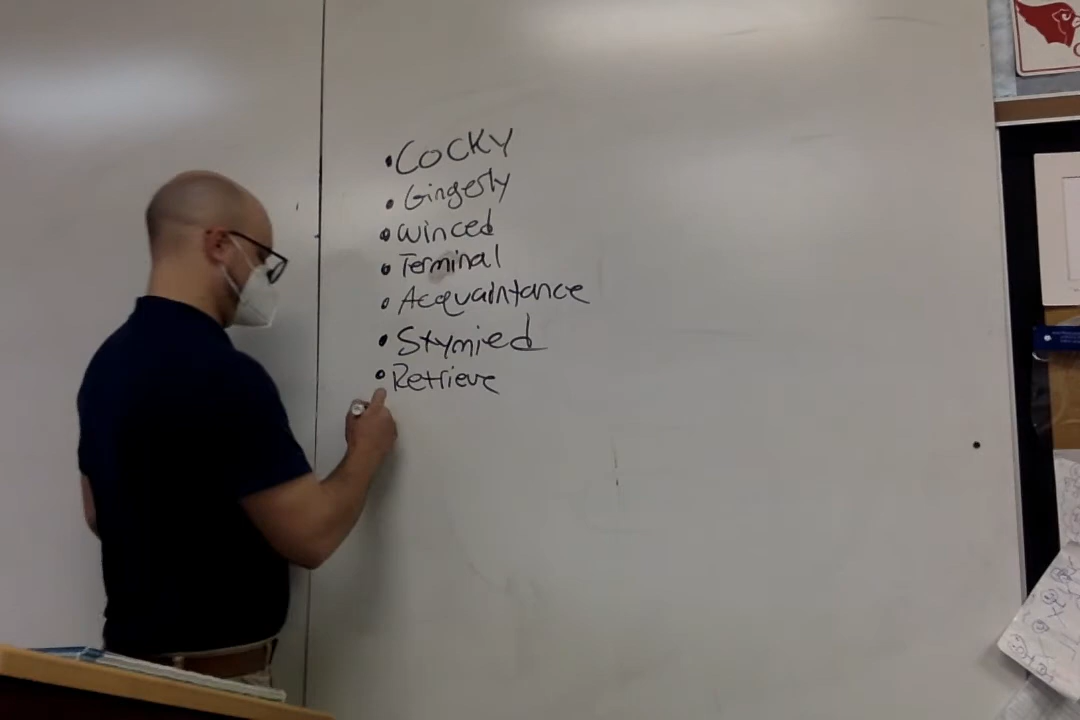 • Cocky
• Gingerly
• Winced
• Terminal
• Acquaintance
• Stymied
• Retrieve